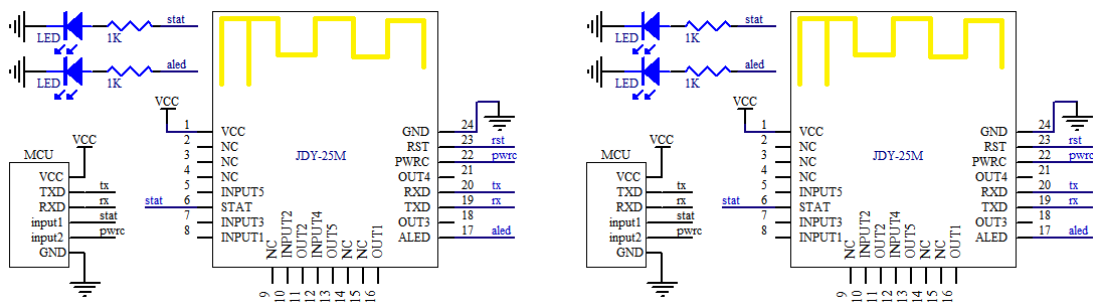 stat
LED
1K
aled
LED
1K
VCC
1 VCC
2 NC
3 NC
4 NC
5 INPUT5
stat 6 STAT
7 INPUT3
8 INPUT1
JDY-25M
GND 24
RST 23 rst
PWRC 22 pwrc
OUT4 21
RXD 20 tx
TXD 19 rx
OUT3 18
ALED 17 aled
NC INPUT2 OUT2 INPUT4 OUT5 NC NC OUT1
9 10 11 12 13 14 15 16
MCU
VCC
VCC
TXD tx
RXD rx
input1 stat
input2 pwrc
GND
stat
LED
1K
aled
LED
1K
VCC
1 VCC
2 NC
3 NC
4 NC
5 INPUT5
stat 6 STAT
7 INPUT3
8 INPUT1
JDY-25M
GND 24
RST 23 rst
PWRC 22 pwrc
OUT4 21
RXD 20 tx
TXD 19 rx
OUT3 18
ALED 17 aled
NC INPUT2 OUT2 INPUT4 OUT5 NC NC OUT1
9 10 11 12 13 14 15 16
MCU
VCC
VCC
TXD tx
RXD rx
input1 stat
input2 pwrc
GND